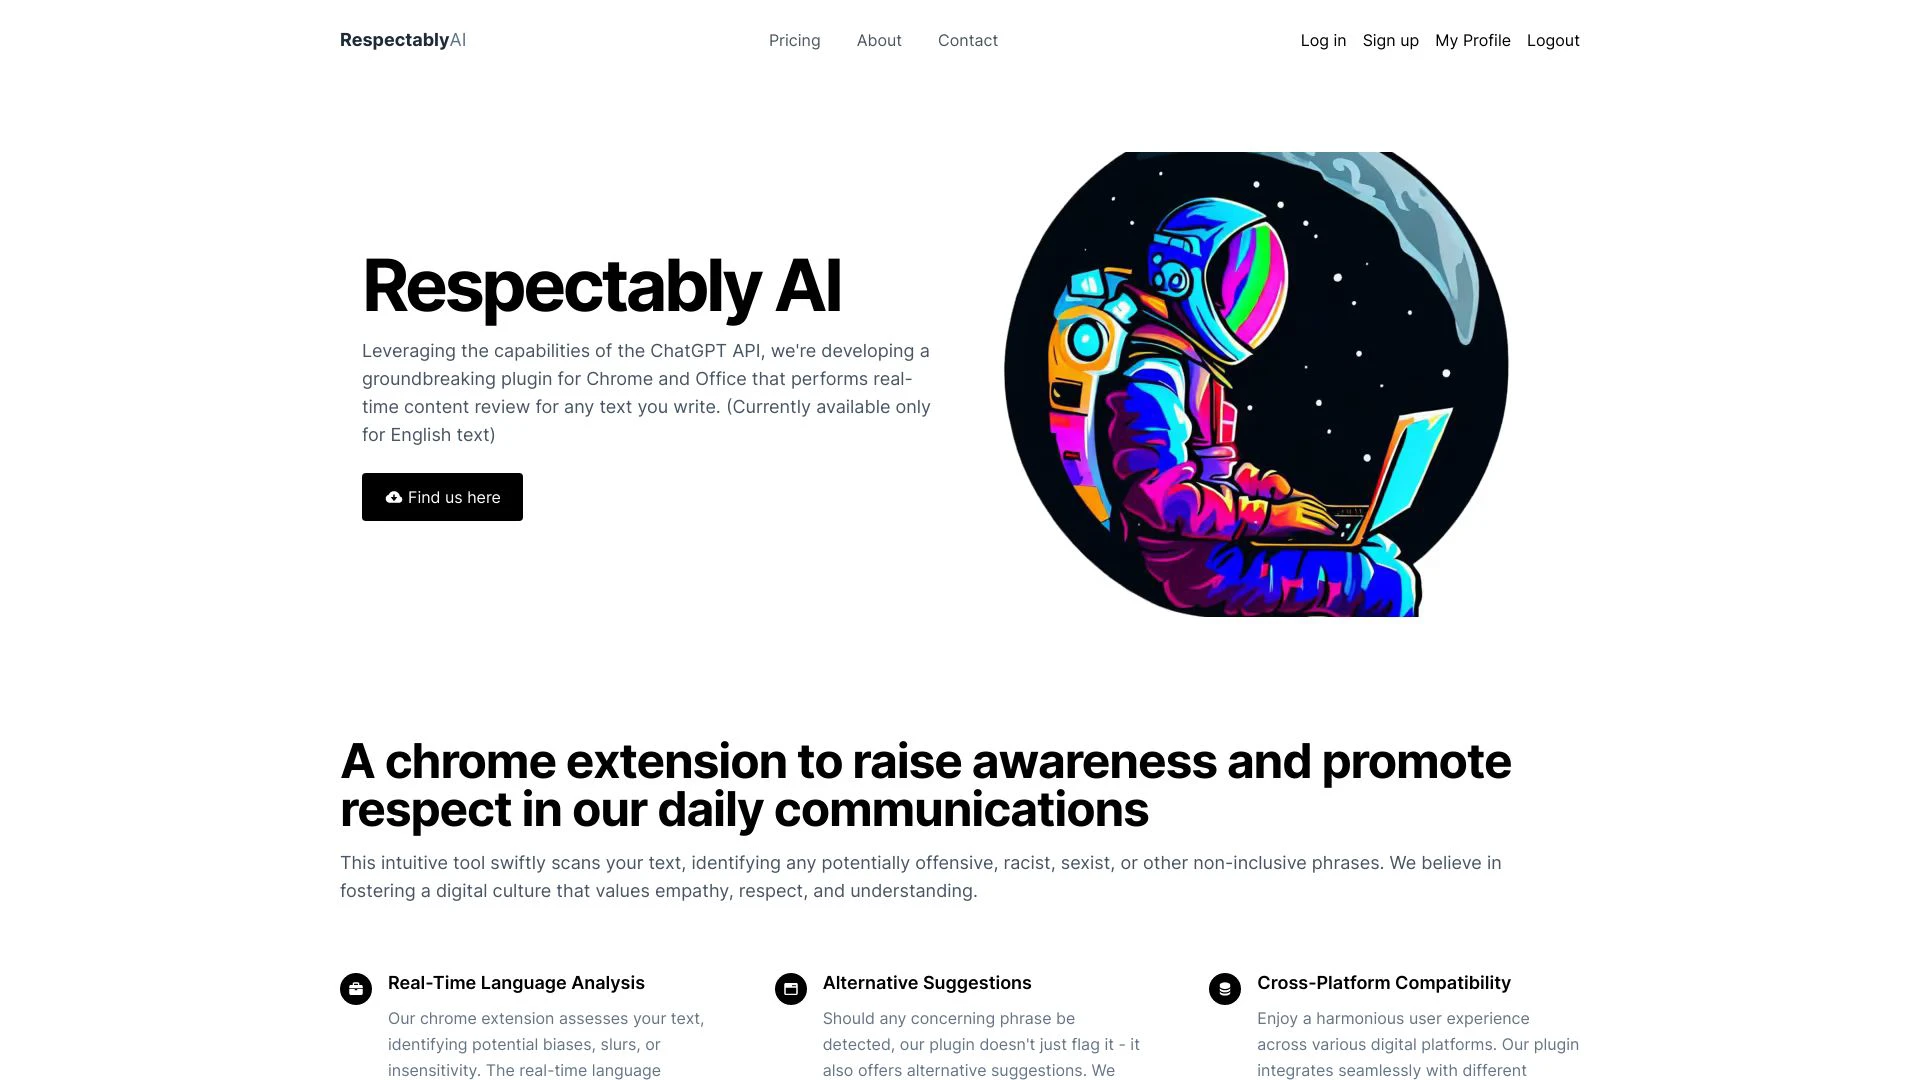 RespectablyAI
Pricing About Contact
Log in Sign up My Profile Logout
Respectably AI
Leveraging the capabilities of the ChatGPT API, we're developing a
groundbreaking plugin for Chrome and Office that performs real-
time content review for any text you write. (Currently available only
for English text)
Find us here
A chrome extension to raise awareness and promote
respect in our daily communications
This intuitive tool swiftly scans your text, identifying any potentially offensive, racist, sexist, or other non-inclusive phrases. We believe in
fostering a digital culture that values empathy, respect, and understanding.
Real-Time Language Analysis
Our chrome extension assesses your text,
identifying potential biases, slurs, or
insensitivity. The real-time language
Alternative Suggestions
Should any concerning phrase be
detected, our plugin doesn't just flag it - it
also offers alternative suggestions. We
Cross-Platform Compatibility
Enjoy a harmonious user experience
across various digital platforms. Our plugin
integrates seamlessly with different